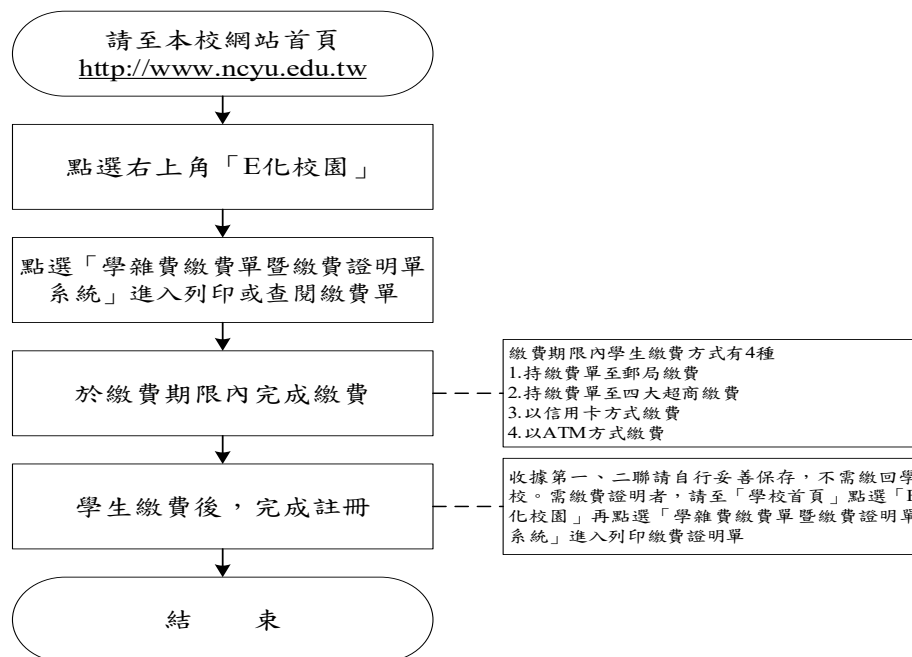 請至本校網站首頁
http://www.ncyu.edu.tw
點選右上角「E化校園」
點選「學雜費繳費單暨繳費證明單
系統」進入列印或查閱繳費單
於繳費期限內完成繳費
繳費期限內學生繳費方式有4種
1.持繳費單至郵局繳費
2.持繳費單至四大超商繳費
3.以信用卡方式繳費
4.以ATM方式繳費
學生繳費後，完成註冊
收據第一、二聯請自行妥善保存，不需繳回學
校。需繳費證明者，請至「學校首頁」點選「E
化校園」再點選「學雜費繳費單暨繳費證明單
系統」進入列印繳費證明單
結　　束